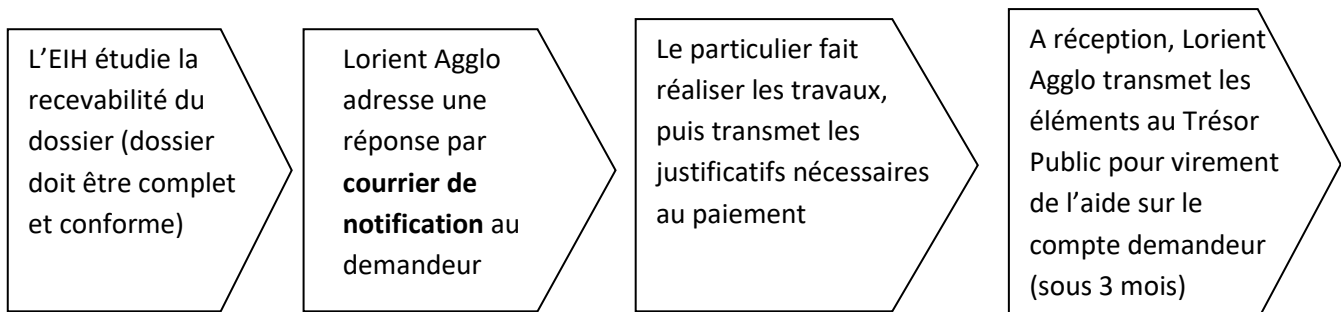 L’EIH étudie la
recevabilité du
dossier (dossier
doit être complet
et conforme)
Lorient Agglo
adresse une
réponse par
courrier de
notification au
demandeur
Le particulier fait
réaliser les travaux,
puis transmet les
justificatifs nécessaires
au paiement
A réception, Lorient
Agglo transmet les
éléments au Trésor
Public pour virement
de l’aide sur le
compte demandeur
(sous 3 mois)